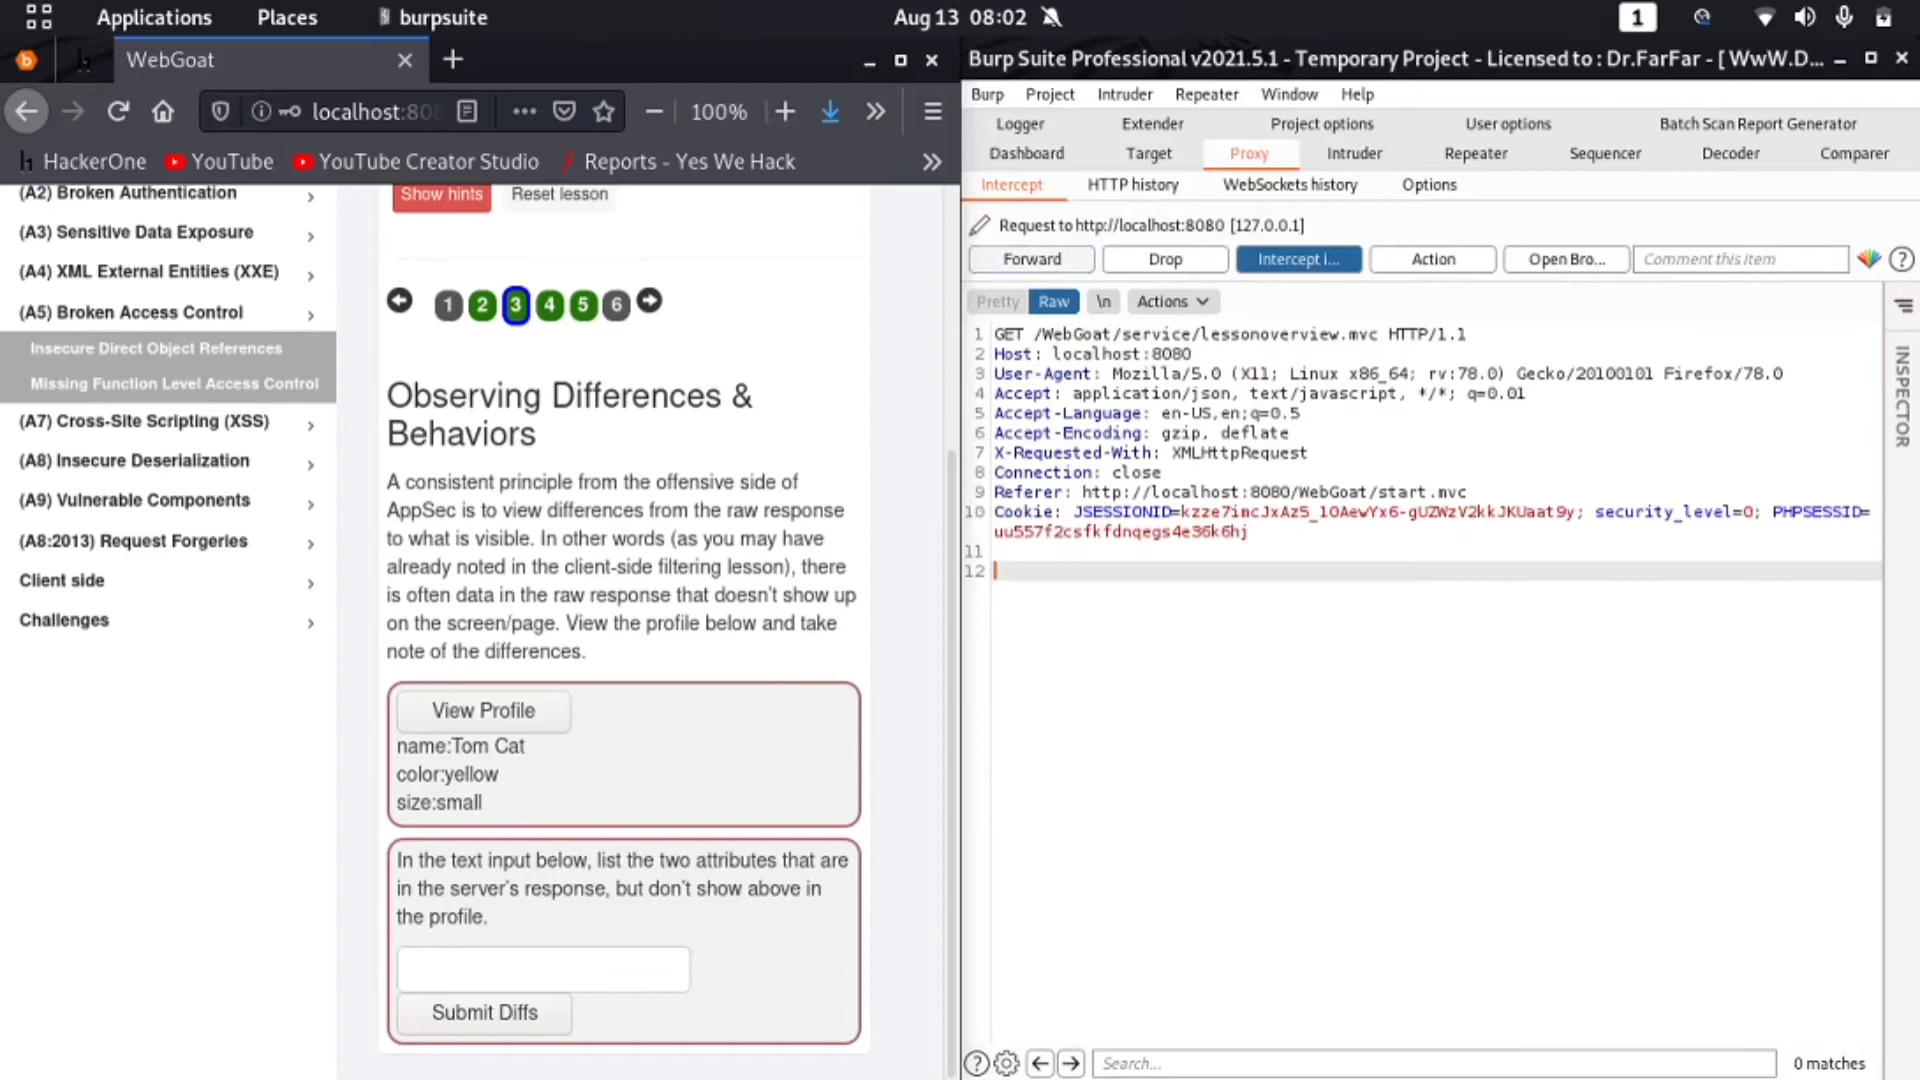 Applications Places burpsuite Aug 13 08:02 1
WebGoat
localhost:808 100%
HackerOne YouTube YouTube Creator Studio Reports - Yes We Hack
(A2) Broken Authentication
(A3) Sensitive Data Exposure
(A4) XML External Entities (XXE)
(A5) Broken Access Control
Insecure Direct Object References
Missing Function Level Access Control
(A7) Cross-Site Scripting (XSS)
(A8) Insecure Deserialization
(A9) Vulnerable Components
(A8:2013) Request Forgeries
Client side
Challenges
Show hints Reset lesson
1 2 3 4 5 6
Observing Differences &
Behaviors
A consistent principle from the offensive side of
AppSec is to view differences from the raw response
to what is visible. In other words (as you may have
already noted in the client-side filtering lesson), there
is often data in the raw response that doesn't show up
on the screen/page. View the profile below and take
note of the differences.
View Profile
name:Tom Cat
color:yellow
size:small
In the text input below, list the two attributes that are
in the server's response, but don't show above in
the profile.
Submit Diffs
Burp Suite Professional v2021.5.1 - Temporary Project - Licensed to : Dr.FarFar - [ WwW.D...
Burp Project Intruder Repeater Window Help
Logger Extender Project options User options Batch Scan Report Generator
Dashboard Target Proxy Intruder Repeater Sequencer Decoder Comparer
Intercept HTTP history WebSockets history Options
Request to http://localhost:8080 [127.0.0.1]
Forward Drop Intercept i... Action Open Bro... Comment this item
Pretty Raw \n Actions
1 GET /WebGoat/service/lessonoverview.mvc HTTP/1.1
2 Host: localhost:8080
3 User-Agent: Mozilla/5.0 (X11; Linux x86_64; rv:78.0) Gecko/20100101 Firefox/78.0
4 Accept: application/json, text/javascript, */*; q=0.01
5 Accept-Language: en-US,en;q=0.5
6 Accept-Encoding: gzip, deflate
7 X-Requested-With: XMLHttpRequest
8 Connection: close
9 Referer: http://localhost:8080/WebGoat/start.mvc
10 Cookie: JSESSIONID=kzze7incJxAz5_1OAewYx6-gUZWzV2kkJKUaat9y; security_level=0; PHPSESSID=
uu557f2csfkfdnqegs4e36k6hj
11
12
INSPECTOR
Search... 0 matches